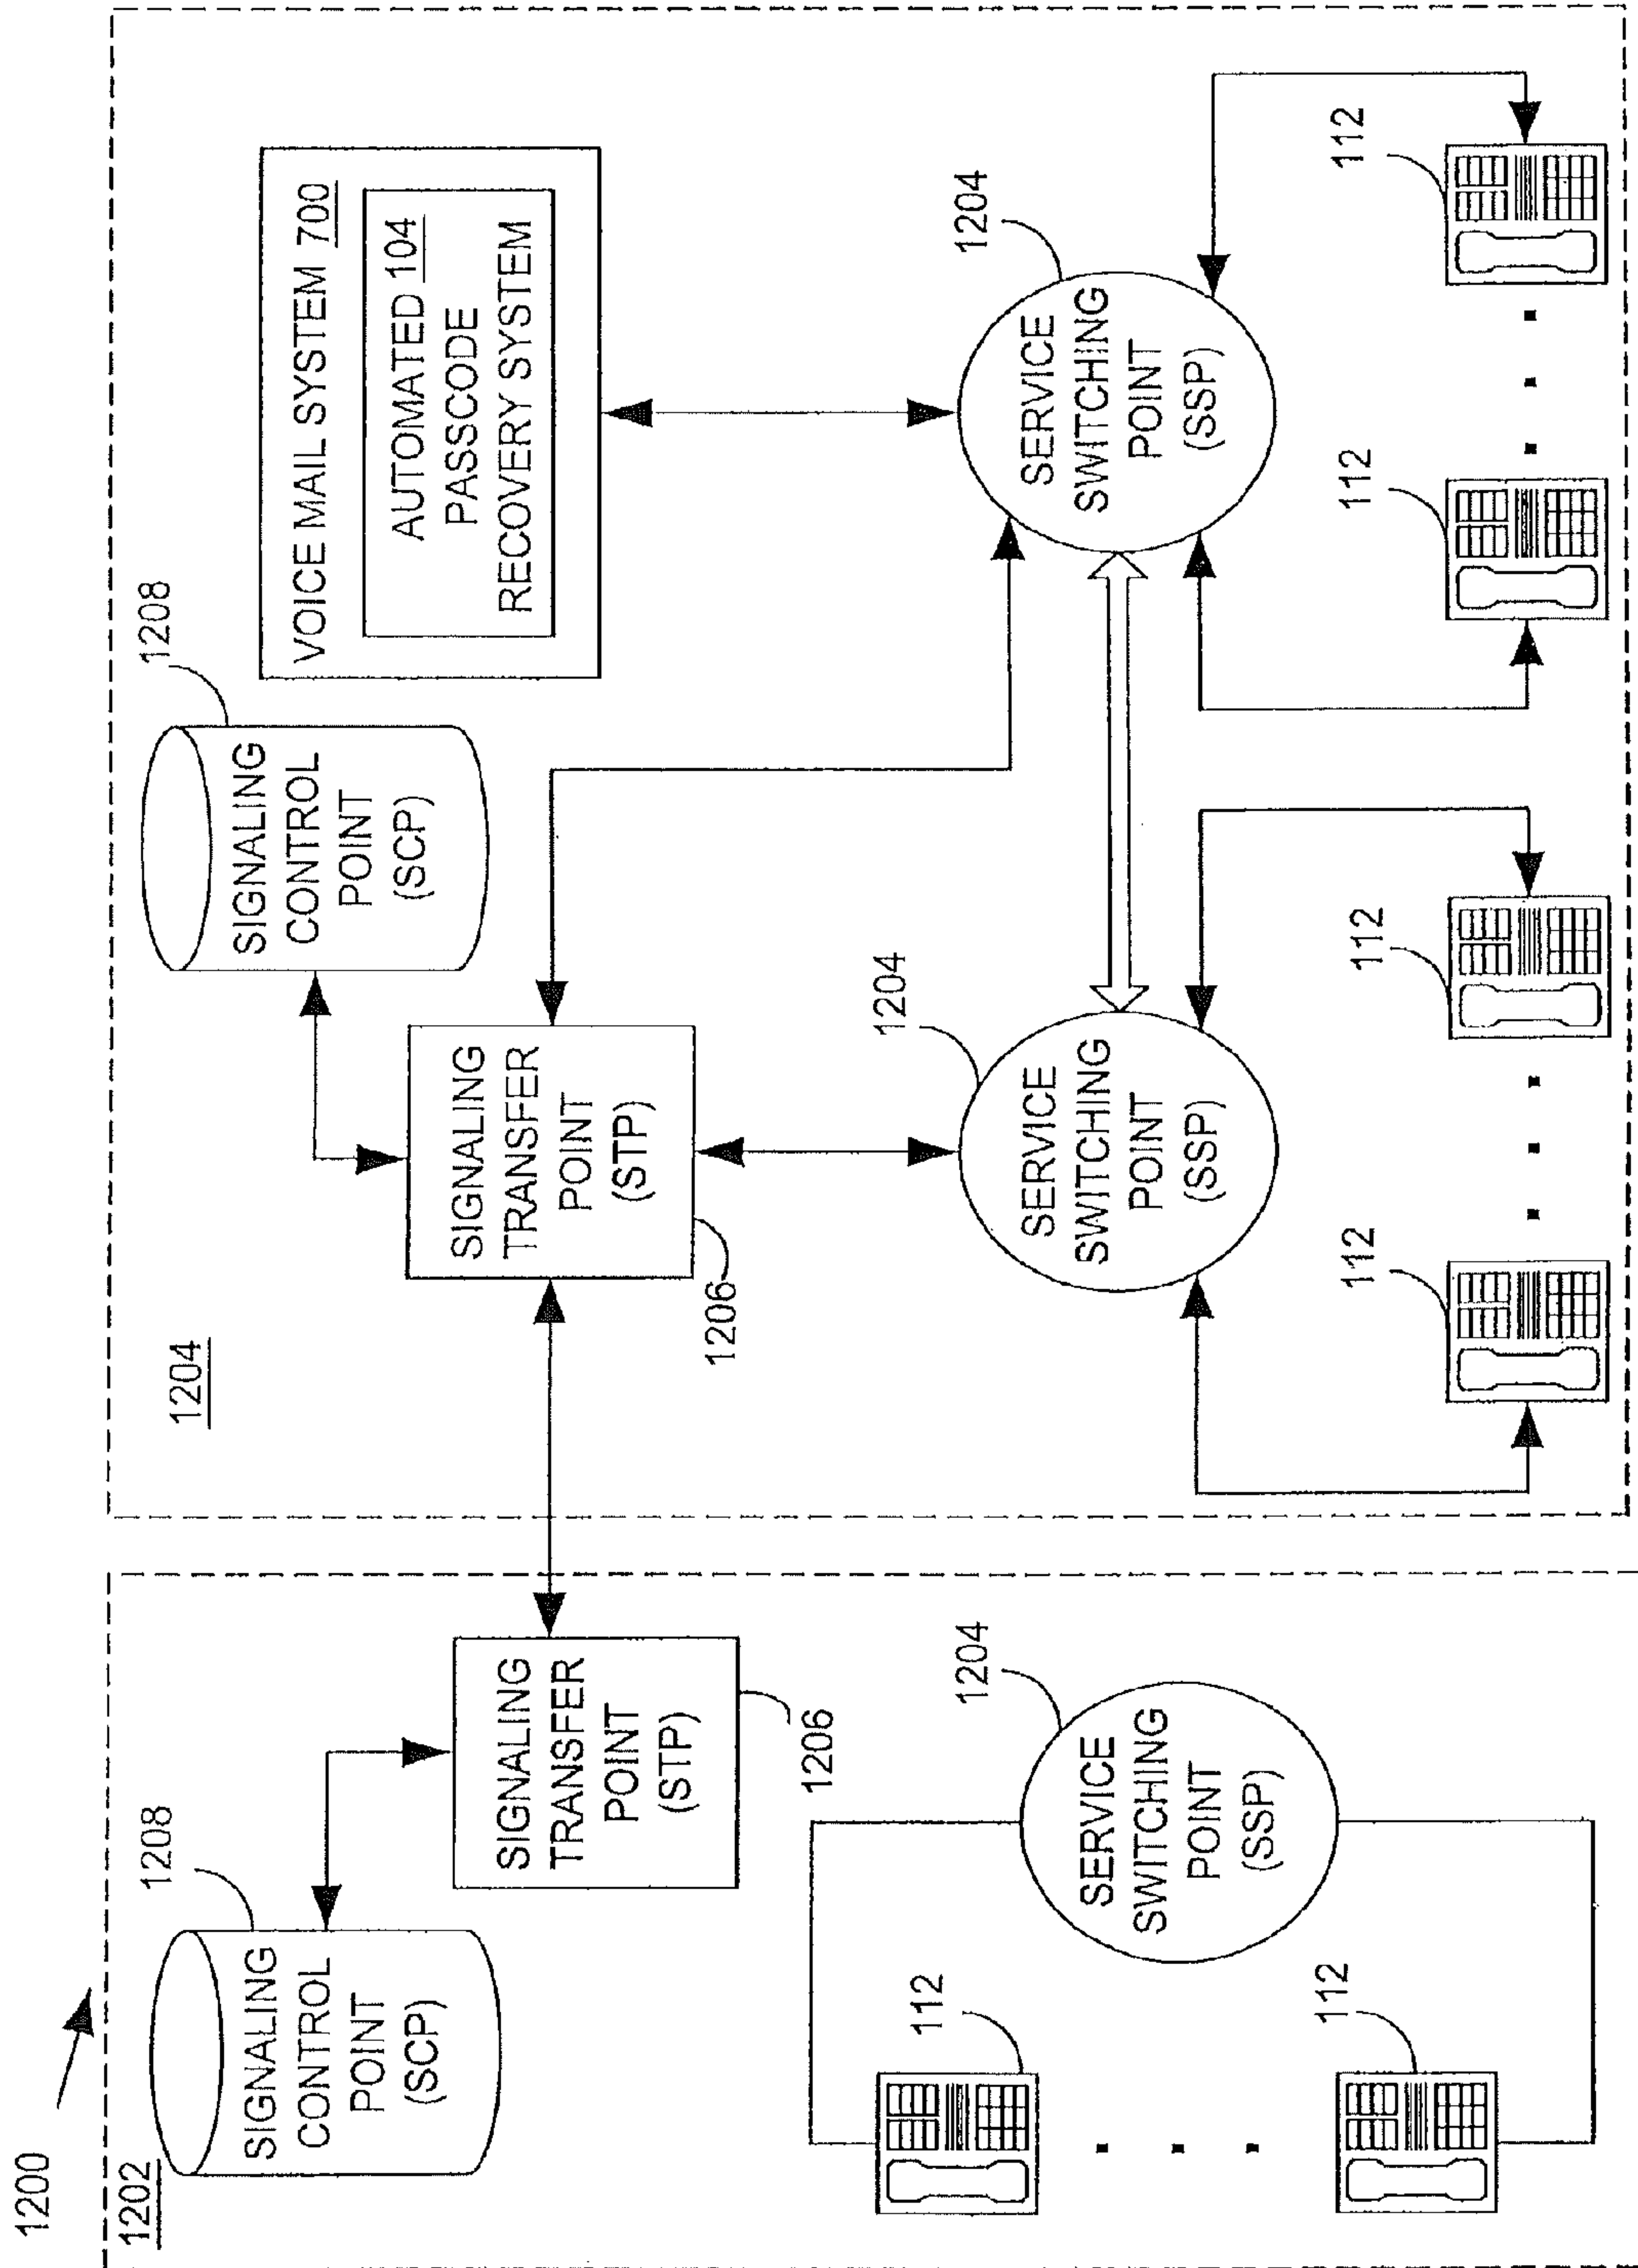 1200
1202
SIGNALING
CONTROL
POINT
(SCP)
1208
SIGNALING
TRANSFER
POINT
(STP)
1206
SERVICE
SWITCHING
POINT
(SSP)
1204
112
112
1204
SIGNALING
CONTROL
POINT
(SCP)
1208
SIGNALING
TRANSFER
POINT
(STP)
1206
VOICE MAIL SYSTEM 700
AUTOMATED 104
PASSCODE
RECOVERY SYSTEM
SERVICE
SWITCHING
POINT
(SSP)
1204
SERVICE
SWITCHING
POINT
(SSP)
1204
112
112
112
112